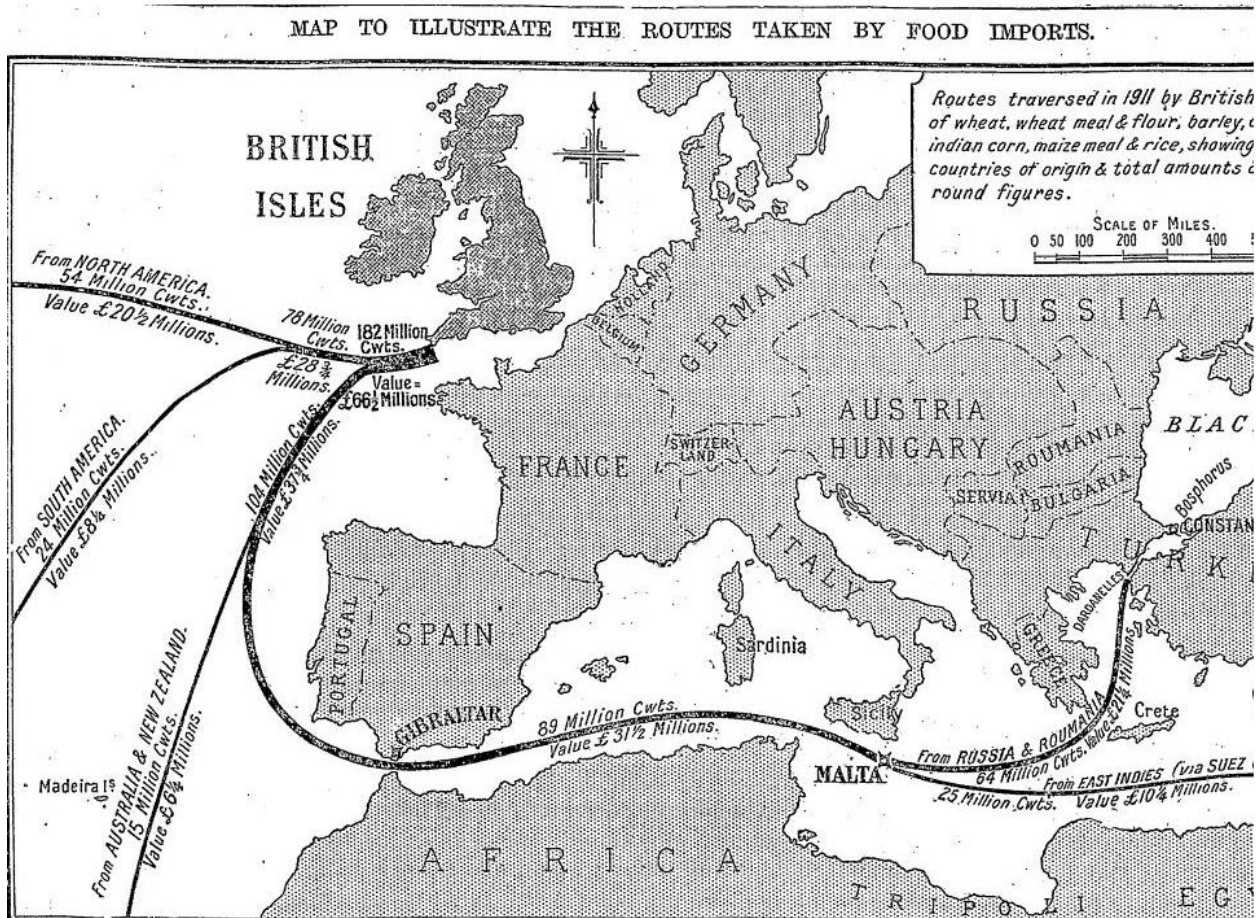 MAP TO ILLUSTRATE THE ROUTES TAKEN BY FOOD IMPORTS.
Routes traversed in 1911 by British
of wheat, wheat meal & flour, barley,
indian corn, maize meal & rice, showing
countries of origin & total amounts
round figures.
SCALE OF MILES.
0 50 100 200 300 400
BRITISH
ISLES
From NORTH AMERICA.
54 Million Cwts.
Value £20½ Millions.
78 Million
Cwts.
£28¾
Millions.
182 Million
Cwts.
Value =
£66½ Millions.
HOLLAND
BELGIUM
GERMANY
RUSSIA
AUSTRIA
HUNGARY
FRANCE
SWITZER-
LAND
ROUMANIA
SERVIA
BULGARIA
BLAC
Bosphorus
CONSTAN
TURK
DARDANELLES
GREECE
ITALY
From SOUTH AMERICA.
24 Million Cwts.
Value £8¼ Millions.
104 Million Cwts.
Value £37¾ Millions.
PORTUGAL
SPAIN
Sardinia
Sicily
Crete
GIBRALTAR
89 Million Cwts.
Value £31½ Millions.
MALTA.
From RUSSIA & ROUMANIA
64 Million Cwts. Value £21¼ Millions.
From EAST INDIES (via SUEZ
25 Million Cwts. Value £10¼ Millions.
Madeira Is
From AUSTRALIA & NEW ZEALAND.
15 Million Cwts.
Value £6¼ Millions.
AFRICA
TRIPOLI
EG